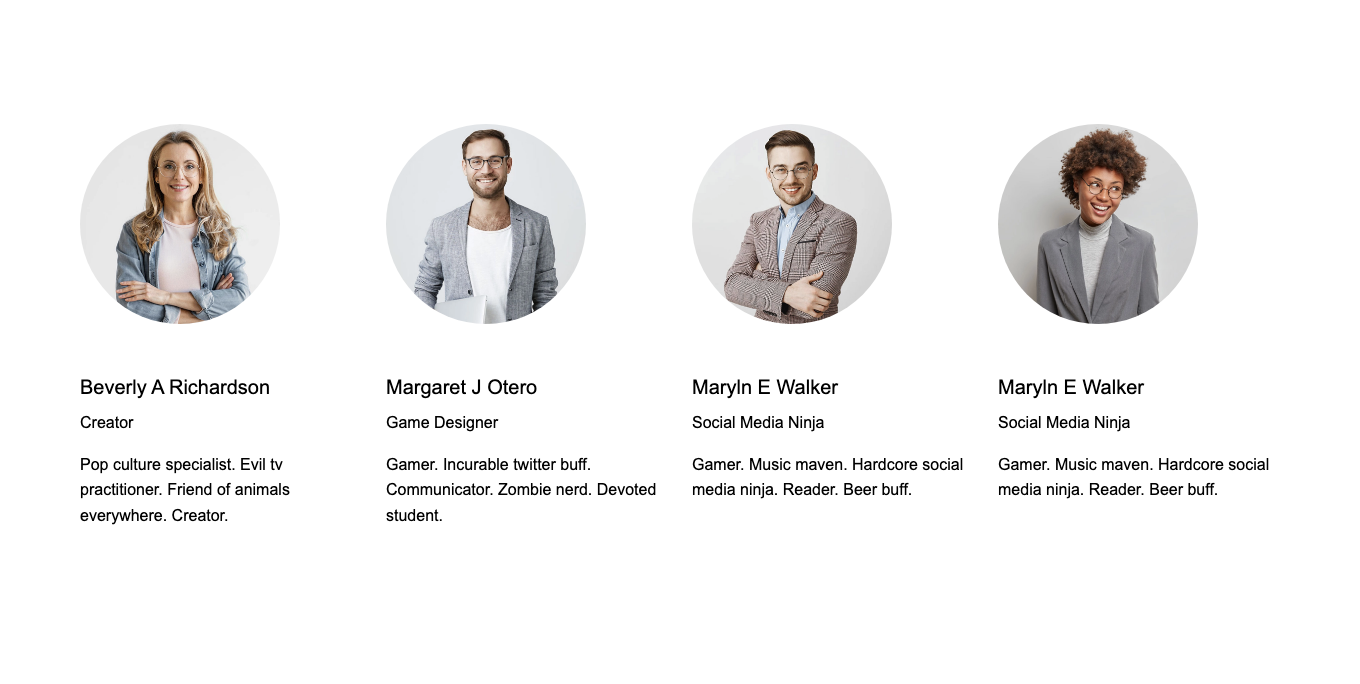 Beverly A Richardson
Creator
Pop culture specialist. Evil tv
practitioner. Friend of animals
everywhere. Creator.
Margaret J Otero
Game Designer
Gamer. Incurable twitter buff.
Communicator. Zombie nerd. Devoted
student.
Maryln E Walker
Social Media Ninja
Gamer. Music maven. Hardcore social
media ninja. Reader. Beer buff.
Maryln E Walker
Social Media Ninja
Gamer. Music maven. Hardcore social
media ninja. Reader. Beer buff.